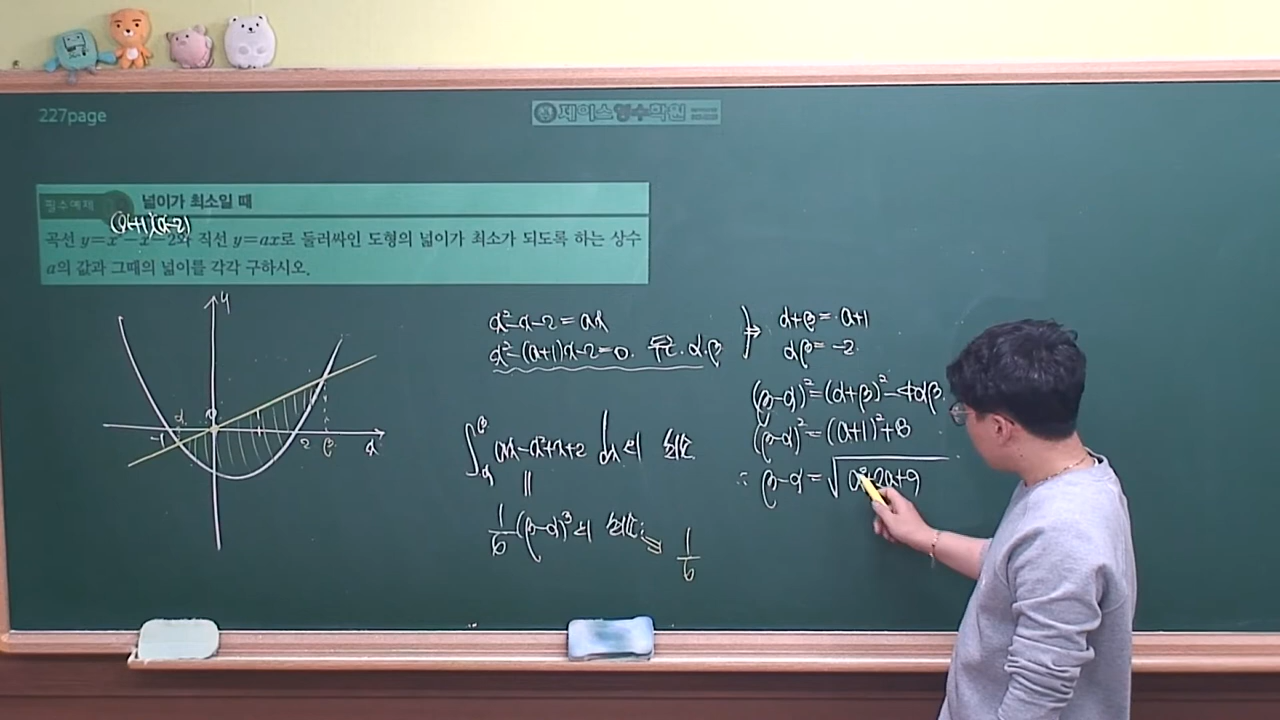 227page
제이스영수학원
필수예제
넓이가 최소일 때
(x+1)(x-2)
곡선 y=x²-x-2와 직선 y=ax로 둘러싸인 도형의 넓이가 최소가 되도록 하는 상수
a의 값과 그때의 넓이를 각각 구하시오.
y
α 0
-1 1 2 β x
x²-x-2=ax
x²-(a+1)x-2=0. 두근. α.β
⇒ α+β=a+1
αβ=-2.
(β-α)²=(α+β)²-4αβ.
(β-α)²=(a+1)²+8
∴ β-α=√a²+2a+9
∫αβ ax-x²+x+2 dx의 최소
||
1/6(β-α)³의 최소. ⇒ 1/6